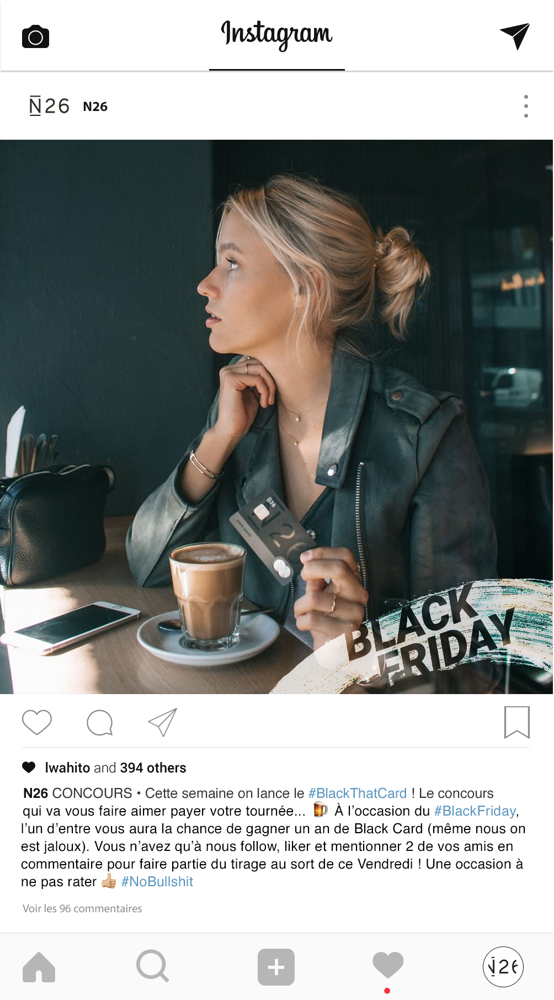 Instagram
N26 N26
N26
N26
BLACK
FRIDAY
lwahito and 394 others
N26 CONCOURS • Cette semaine on lance le #BlackThatCard ! Le concours
qui va vous faire aimer payer votre tournée... 🍺 À l’occasion du #BlackFriday,
l’un d’entre vous aura la chance de gagner un an de Black Card (même nous on
est jaloux). Vous n’avez qu’à nous follow, liker et mentionner 2 de vos amis en
commentaire pour faire partie du tirage au sort de ce Vendredi ! Une occasion à
ne pas rater 👍🏼 #NoBullshit
Voir les 96 commentaires
N26